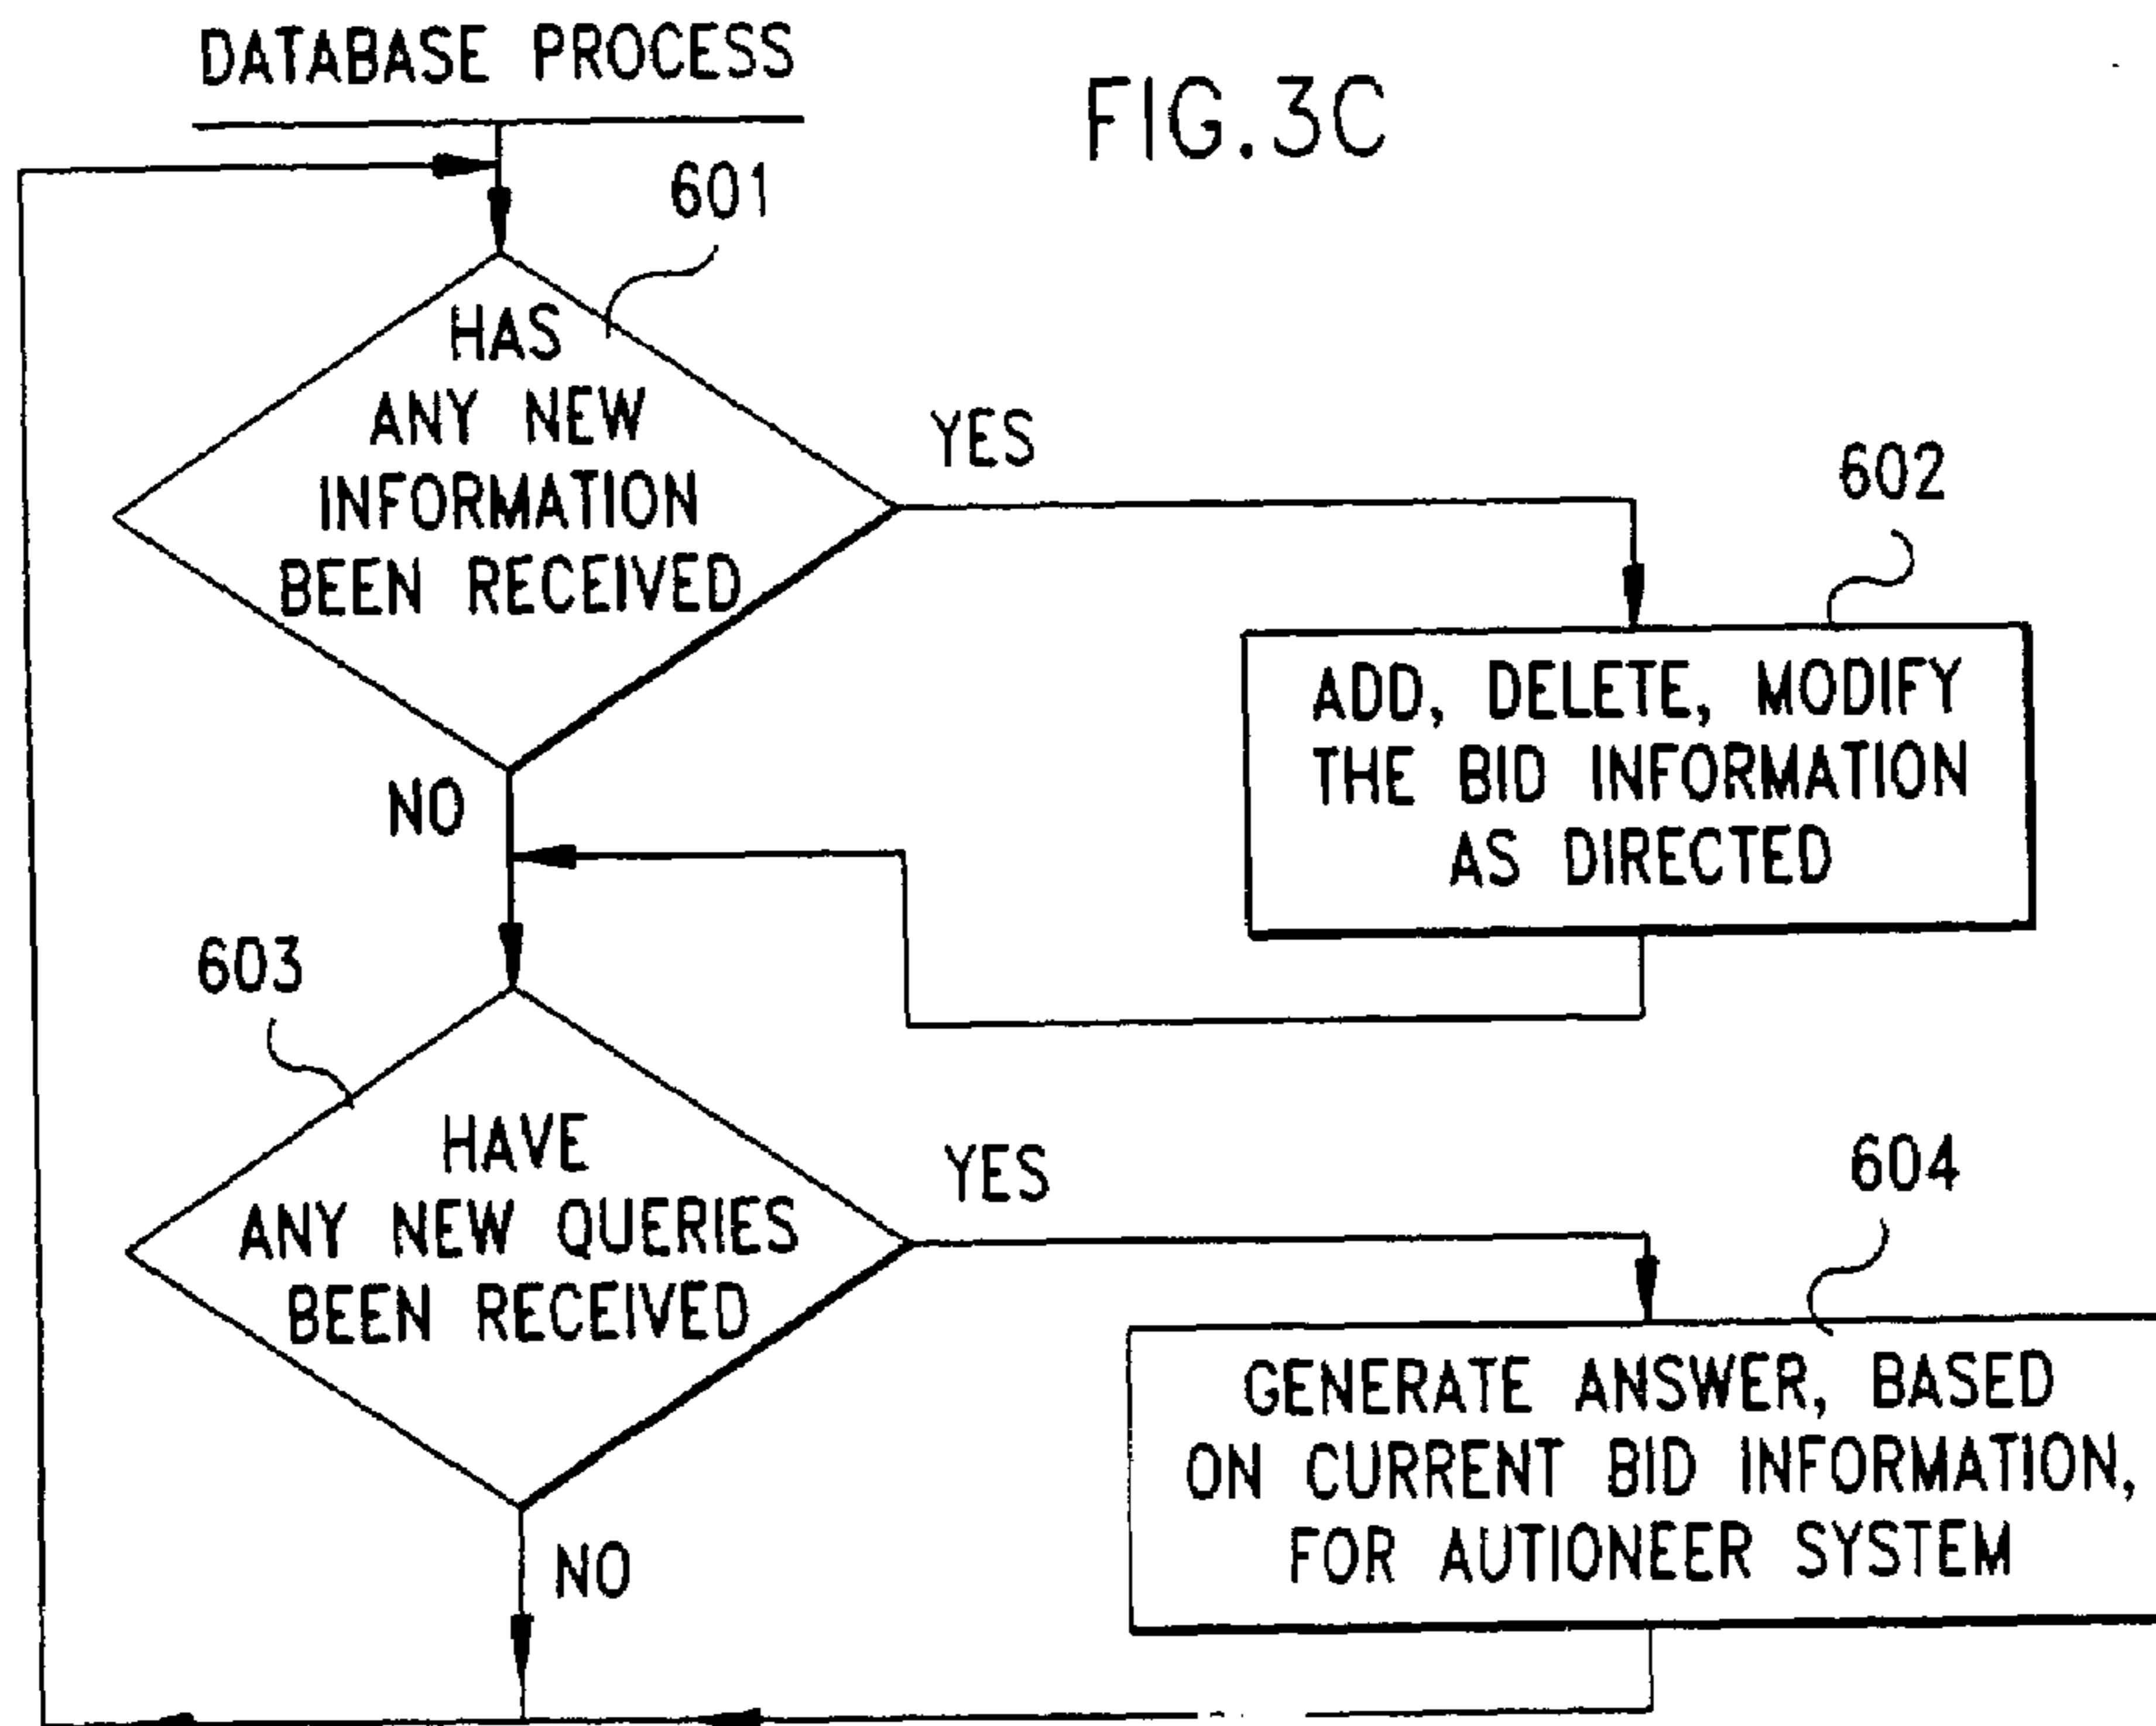 DATABASE PROCESS
FIG.3C
601
HAS
ANY NEW
INFORMATION
BEEN RECEIVED
YES
602
ADD, DELETE, MODIFY
THE BID INFORMATION
AS DIRECTED
NO
603
HAVE
ANY NEW QUERIES
BEEN RECEIVED
YES
604
GENERATE ANSWER, BASED
ON CURRENT BID INFORMATION,
FOR AUTIONEER SYSTEM
NO